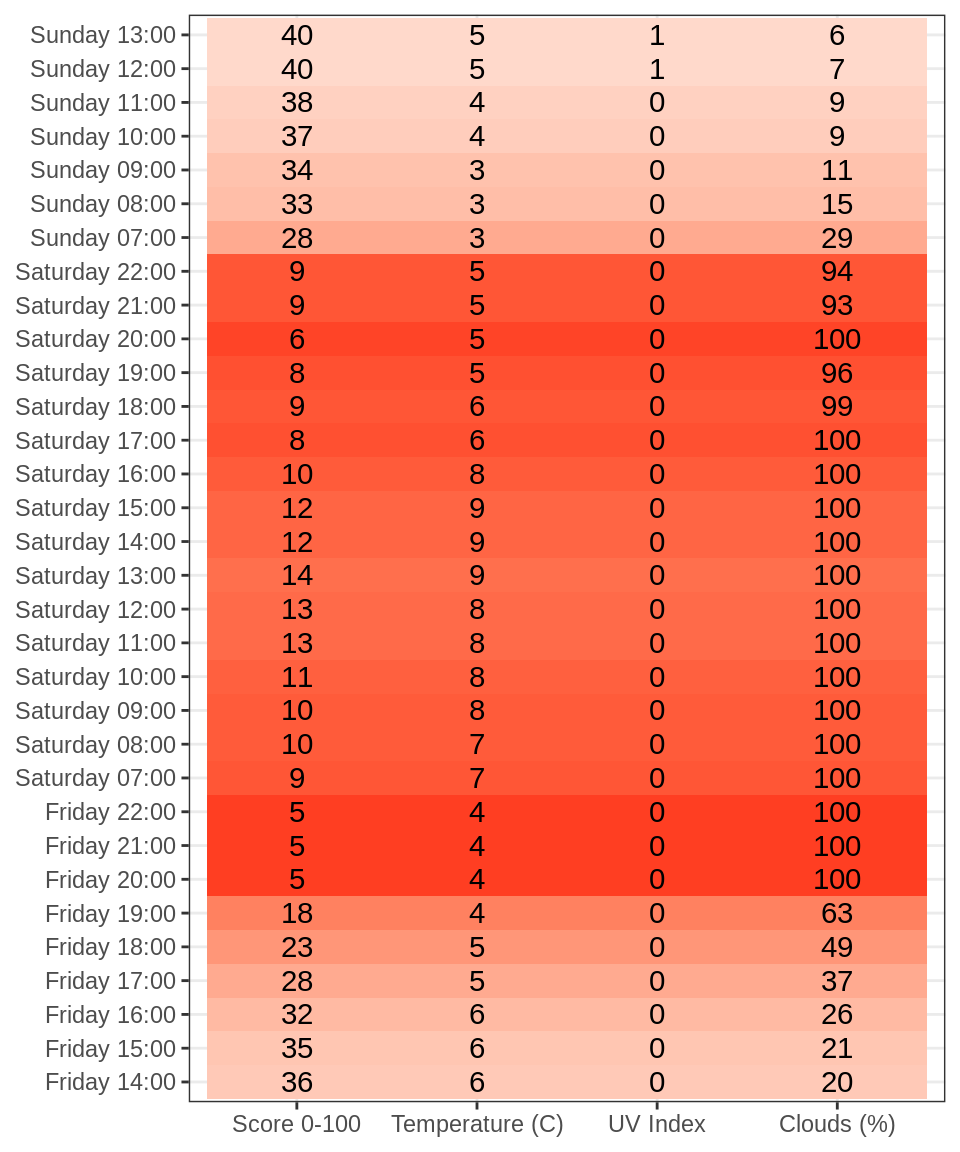 Sunday 13:00 40 5 1 6
Sunday 12:00 40 5 1 7
Sunday 11:00 38 4 0 9
Sunday 10:00 37 4 0 9
Sunday 09:00 34 3 0 11
Sunday 08:00 33 3 0 15
Sunday 07:00 28 3 0 29
Saturday 22:00 9 5 0 94
Saturday 21:00 9 5 0 93
Saturday 20:00 6 5 0 100
Saturday 19:00 8 5 0 96
Saturday 18:00 9 6 0 99
Saturday 17:00 8 6 0 100
Saturday 16:00 10 8 0 100
Saturday 15:00 12 9 0 100
Saturday 14:00 12 9 0 100
Saturday 13:00 14 9 0 100
Saturday 12:00 13 8 0 100
Saturday 11:00 13 8 0 100
Saturday 10:00 11 8 0 100
Saturday 09:00 10 8 0 100
Saturday 08:00 10 7 0 100
Saturday 07:00 9 7 0 100
Friday 22:00 5 4 0 100
Friday 21:00 5 4 0 100
Friday 20:00 5 4 0 100
Friday 19:00 18 4 0 63
Friday 18:00 23 5 0 49
Friday 17:00 28 5 0 37
Friday 16:00 32 6 0 26
Friday 15:00 35 6 0 21
Friday 14:00 36 6 0 20
Score 0-100 Temperature (C) UV Index Clouds (%)